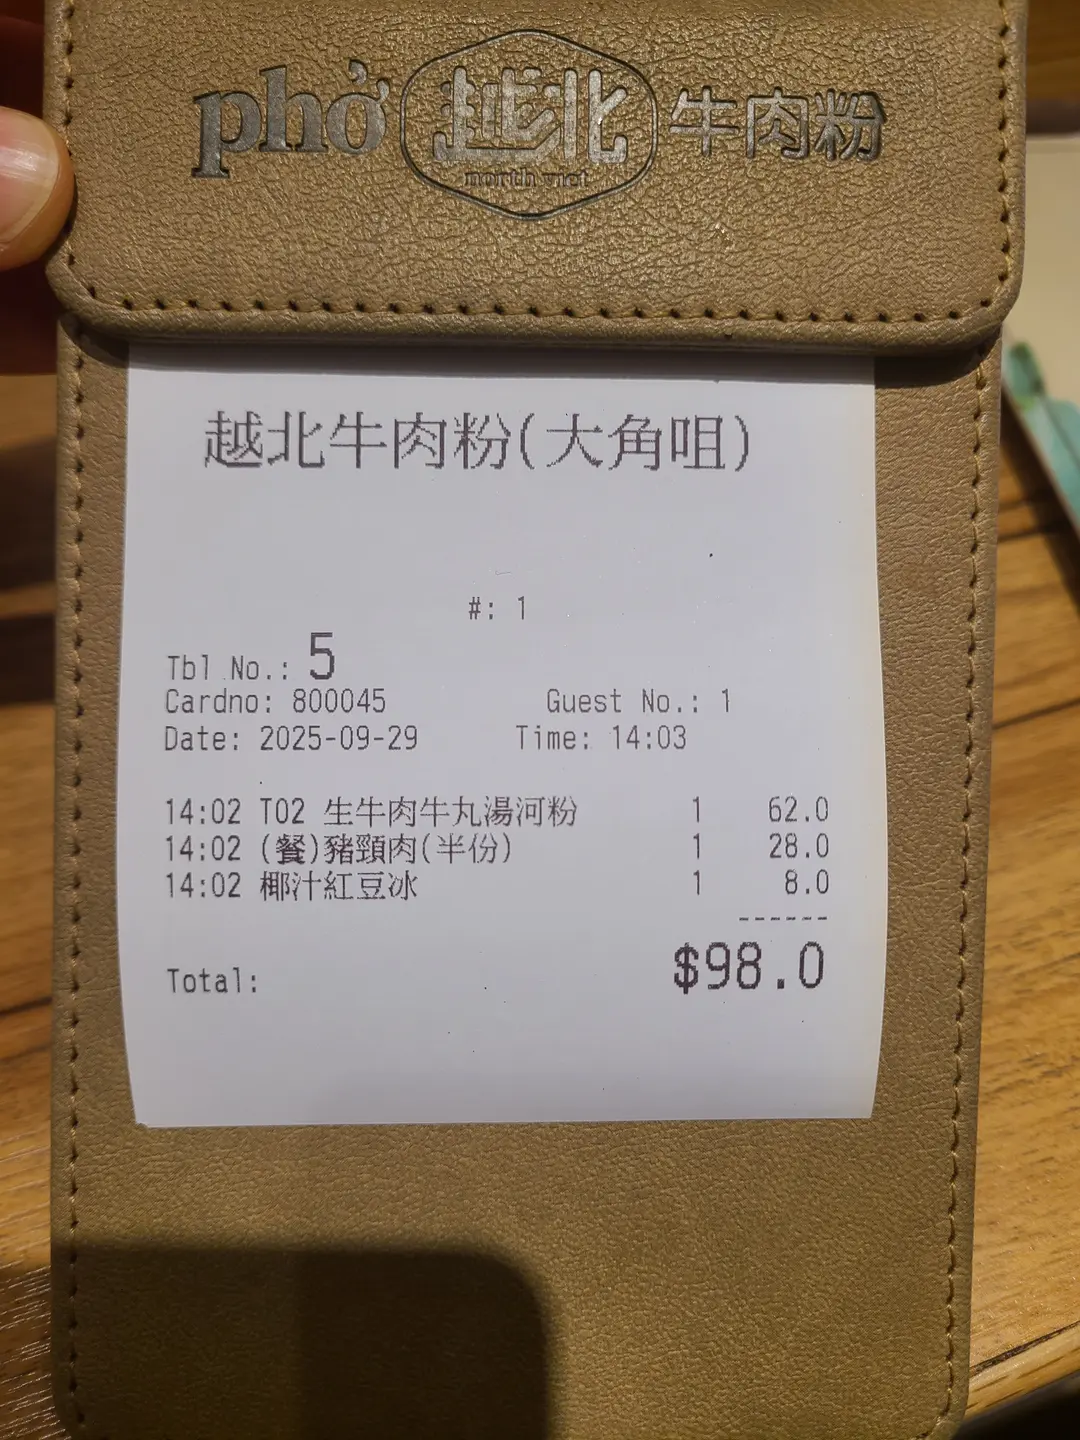 phở 越北 牛肉粉
north viet
越北牛肉粉(大角咀)
#: 1
Tbl No.: 5
Cardno: 800045 Guest No.: 1
Date: 2025-09-29 Time: 14:03
14:02 T02 生牛肉牛丸湯河粉 1 62.0
14:02 (餐)豬頸肉(半份) 1 28.0
14:02 椰汁紅豆冰 1 8.0
------
Total: $98.0